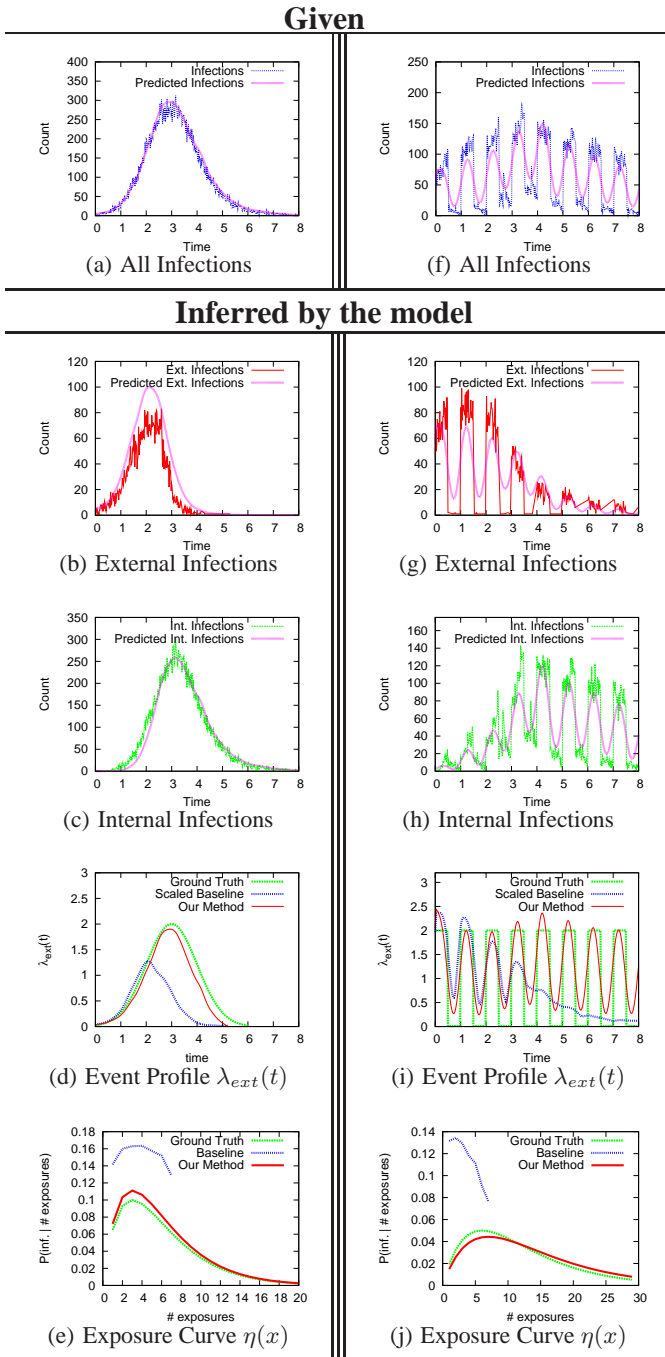 Given
Infections
Predicted Infections
Count
400
350
300
250
200
150
100
50
0
0 1 2 3 4 5 6 7 8
Time
(a) All Infections
Infections
Predicted Infections
Count
250
200
150
100
50
0
0 1 2 3 4 5 6 7 8
Time
(f) All Infections
Inferred by the model
Ext. Infections
Predicted Ext. Infections
Count
120
100
80
60
40
20
0
0 1 2 3 4 5 6 7 8
Time
(b) External Infections
Ext. Infections
Predicted Ext. Infections
Count
120
100
80
60
40
20
0
0 1 2 3 4 5 6 7 8
Time
(g) External Infections
Int. Infections
Predicted Int. Infections
Count
350
300
250
200
150
100
50
0
0 1 2 3 4 5 6 7 8
Time
(c) Internal Infections
Int. Infections
Predicted Int. Infections
Count
160
140
120
100
80
60
40
20
0
0 1 2 3 4 5 6 7 8
Time
(h) Internal Infections
Ground Truth
Scaled Baseline
Our Method
λext(t)
3
2.5
2
1.5
1
0.5
0
0 1 2 3 4 5 6 7 8
time
(d) Event Profile λext(t)
Ground Truth
Scaled Baseline
Our Method
λext(t)
3
2.5
2
1.5
1
0.5
0
0 1 2 3 4 5 6 7 8
Time
(i) Event Profile λext(t)
Ground Truth
Baseline
Our Method
P(inf. | # exposures)
0.18
0.16
0.14
0.12
0.1
0.08
0.06
0.04
0.02
0
0 2 4 6 8 10 12 14 16 18 20
# exposures
(e) Exposure Curve η(x)
Ground Truth
Baseline
Our Method
P(inf. | # exposures)
0.14
0.12
0.1
0.08
0.06
0.04
0.02
0
0 5 10 15 20 25 30
# exposures
(j) Exposure Curve η(x)